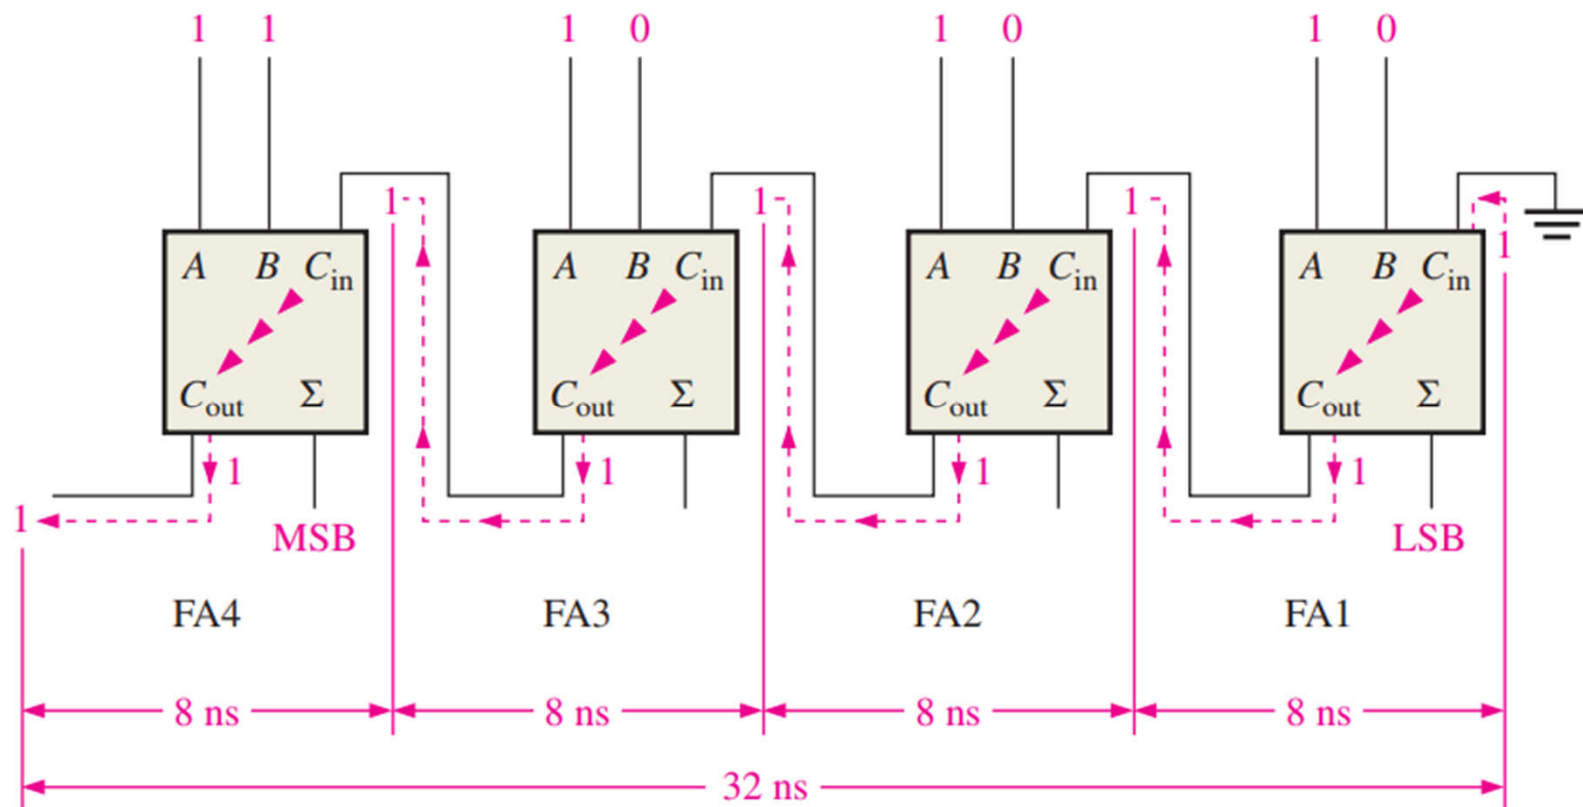 1 1 1 0 1 0 1 0
1 1 1 1
A B Cin A B Cin A B Cin A B Cin
Cout Σ Cout Σ Cout Σ Cout Σ
1 1 1 1
1 MSB LSB
FA4 FA3 FA2 FA1
8 ns 8 ns 8 ns 8 ns
32 ns